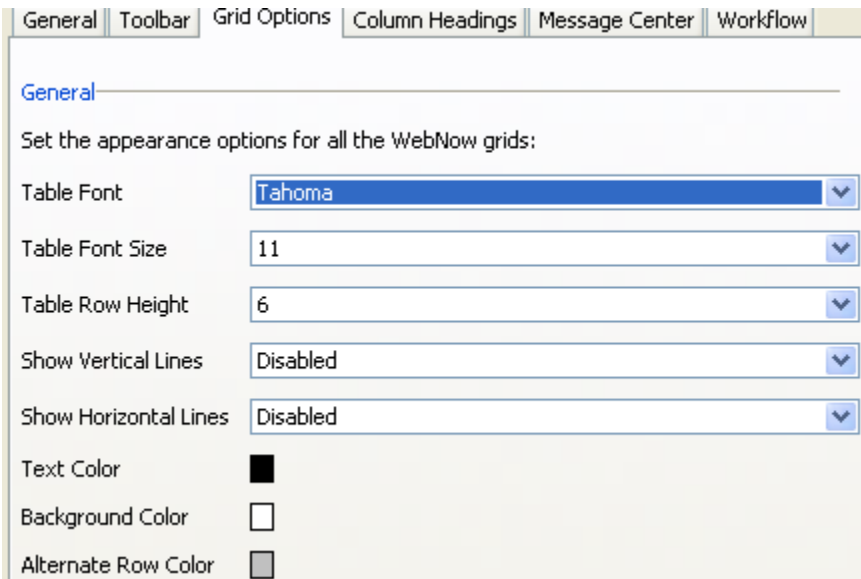 General Toolbar Grid Options Column Headings Message Center Workflow
General
Set the appearance options for all the WebNow grids:
Table Font Tahoma
Table Font Size 11
Table Row Height 6
Show Vertical Lines Disabled
Show Horizontal Lines Disabled
Text Color
Background Color
Alternate Row Color